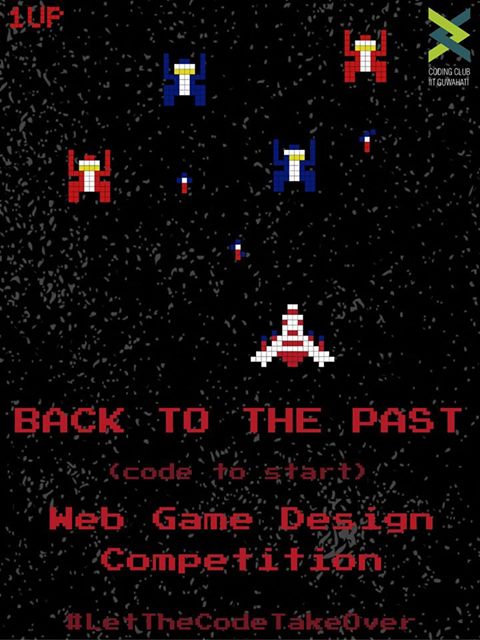 1UP
CODING CLUB
IIT GUWAHATI
BACK TO THE PAST
(code to start)
Web Game Design
Competition
#LetTheCodeTakeOver